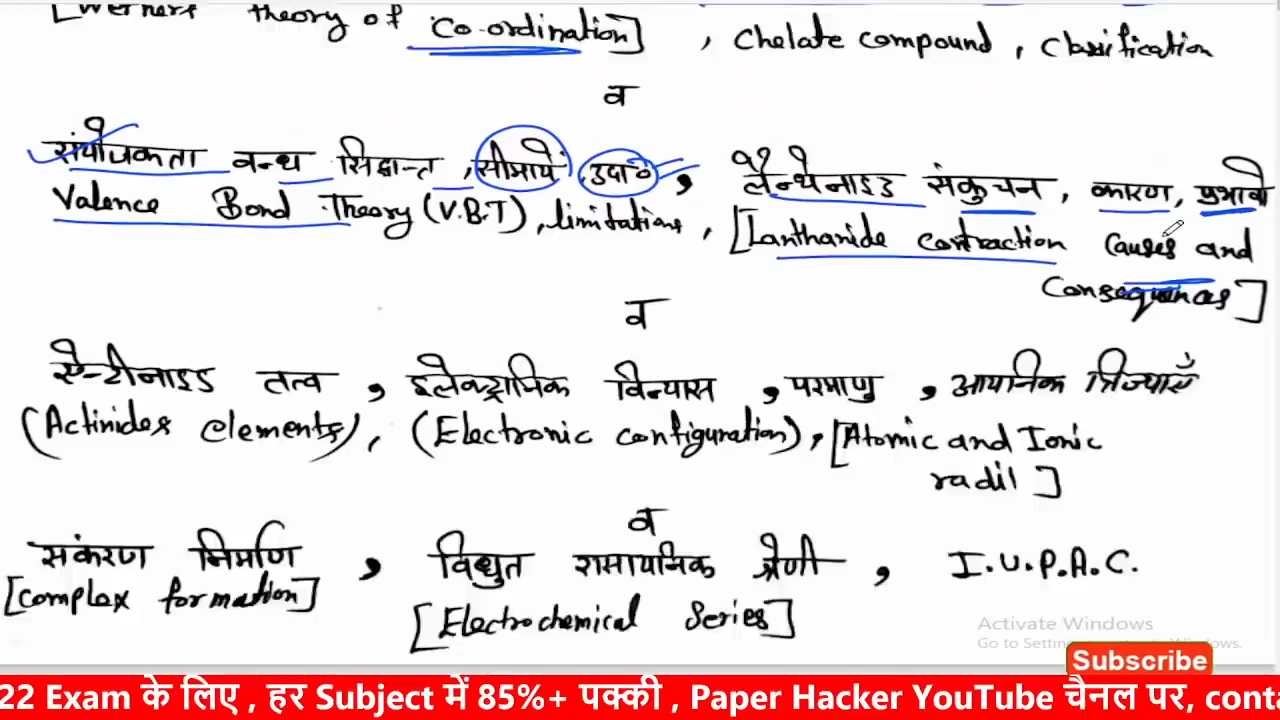 [Werner's theory of co-ordination] , Chelate compound, Classification
व
संयोजकता बन्ध सिद्धान्त , सीमायें , उदा० , लैन्थेनाइड संकुचन , कारण , प्रभावो
Valence Bond Theory (V.B.T) , limitations , [Lanthanide contraction Causes and
Consequences]
व
ऐन्टीनाइड तत्व , इलेक्ट्रानिक विन्यास , परमाणु , आयनिक त्रिज्याएँ
(Actinides elements), (Electronic configuration), [Atomic and Ionic
radii]
व
संकरण निर्माण , विधुत रासायनिक श्रेणी , I.U.P.A.C.
[Complex formation] [Electrochemical Series]
Activate Windows
Subscribe
22 Exam के लिए , हर Subject में 85%+ पक्की , Paper Hacker YouTube चैनल पर, cont